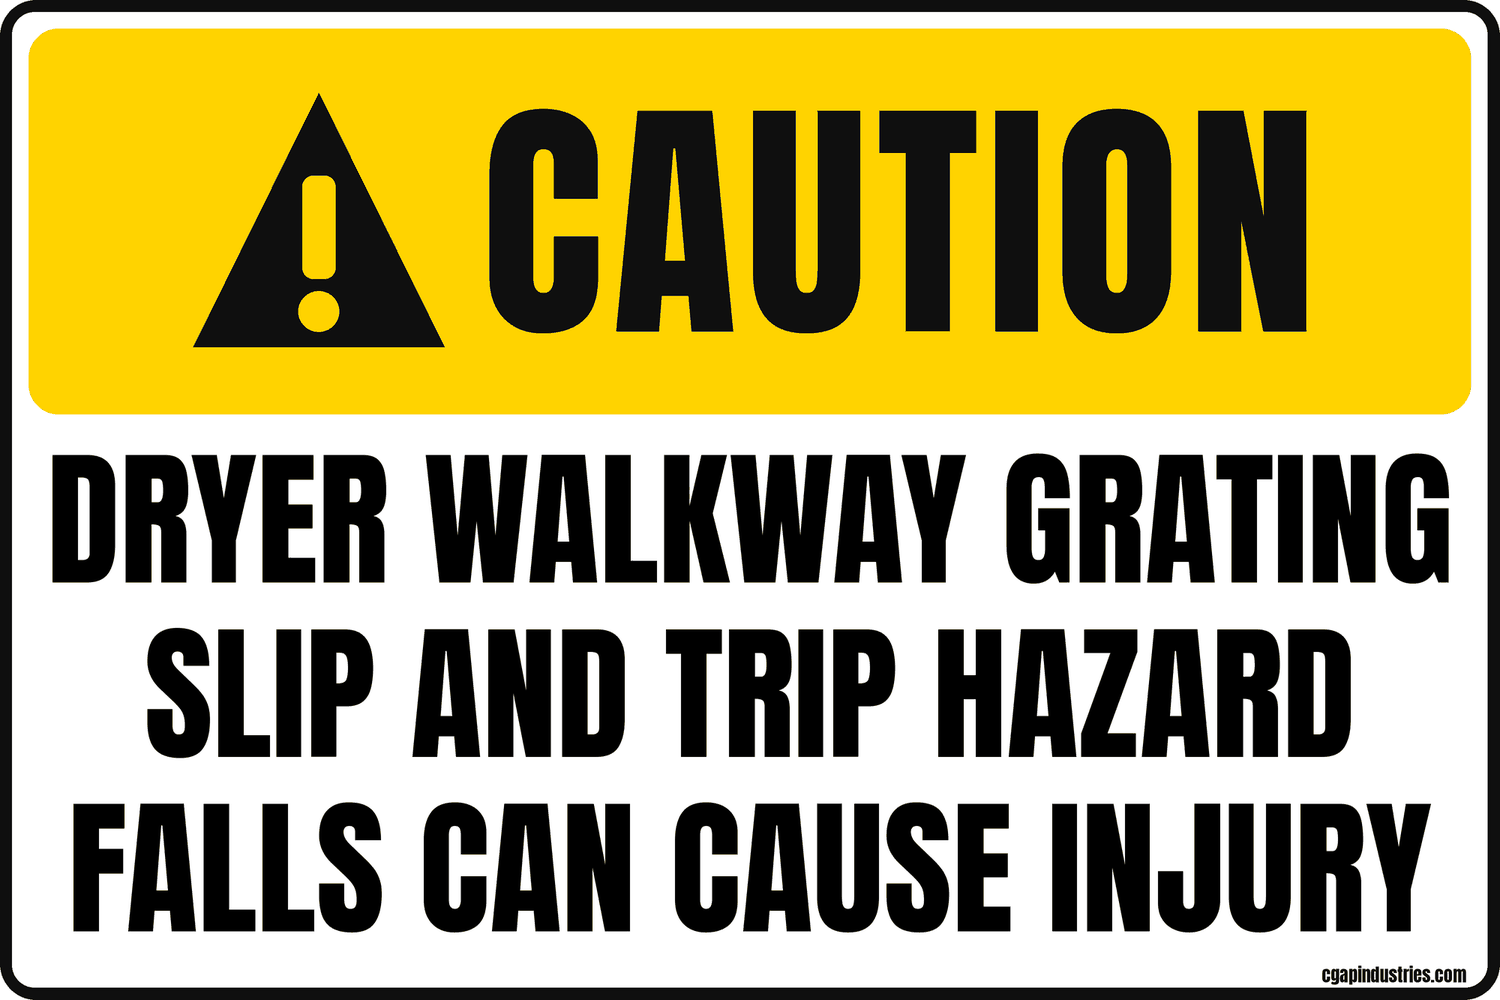 CAUTION
DRYER WALKWAY GRATING
SLIP AND TRIP HAZARD
FALLS CAN CAUSE INJURY
cgapindustries.com